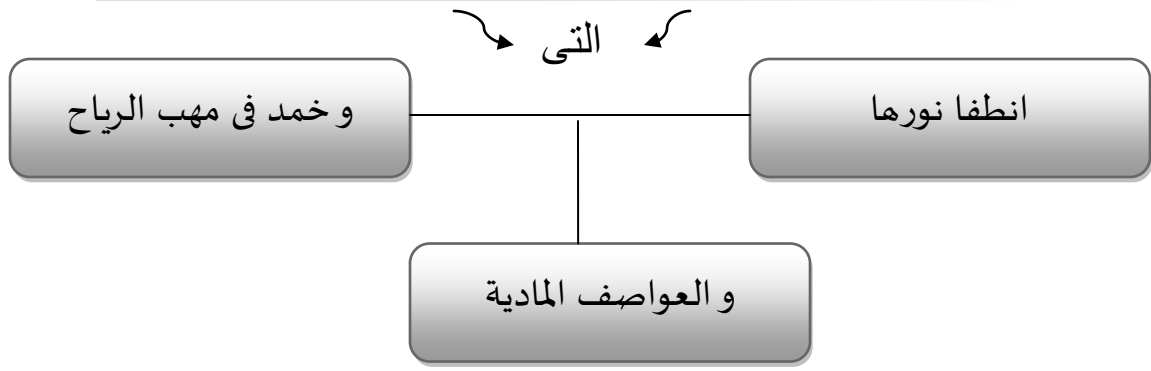 التى
انطفا نورها
و خمد فى مهب الرياح
و العواصف المادية